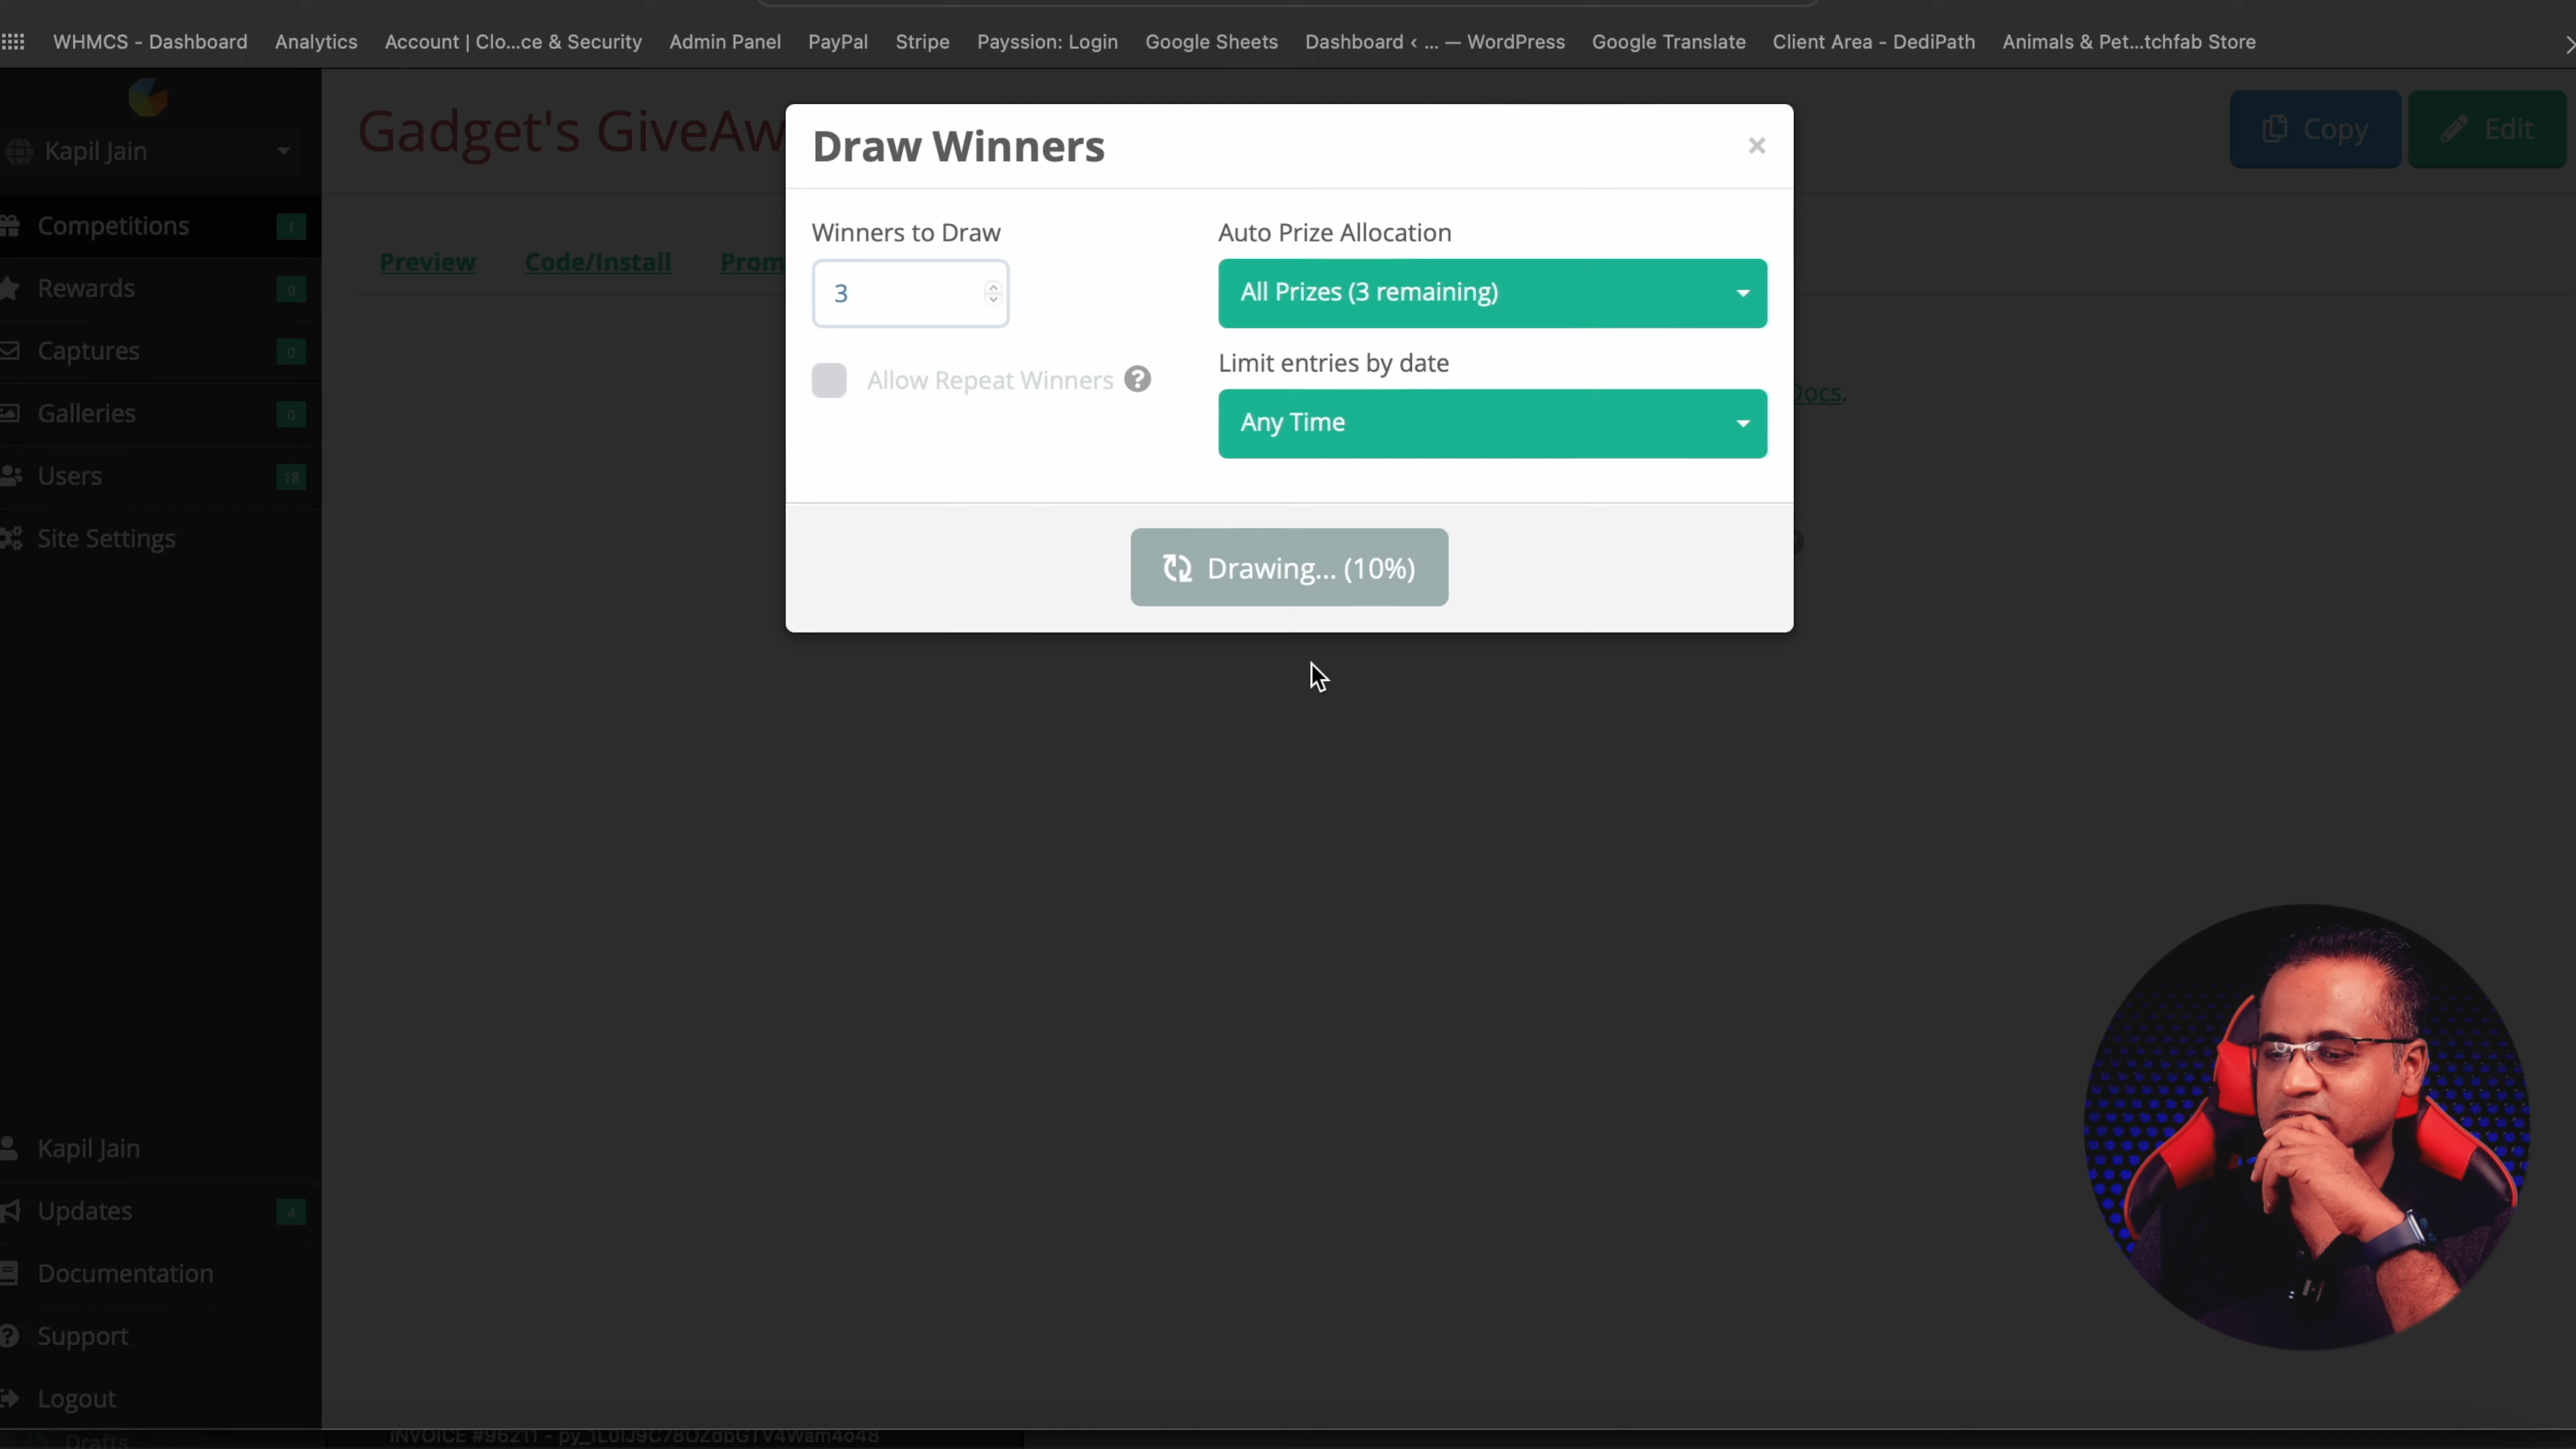 WHMCS - Dashboard Analytics Account | Clo...ce & Security Admin Panel PayPal Stripe Payssion: Login Google Sheets Dashboard ‹ ... — WordPress Google Translate Client Area - DediPath Animals & Pet...tchfab Store
Kapil Jain
Competitions 1
Rewards 0
Captures 0
Galleries 0
Users 18
Site Settings
Kapil Jain
Updates 4
Documentation
Support
Logout
Drafts
Gadget's GiveAw
Copy Edit
Preview Code/Install Prom
Docs.
Draw Winners ×
Winners to Draw
3
Allow Repeat Winners ?
Auto Prize Allocation
All Prizes (3 remaining)
Limit entries by date
Any Time
Drawing... (10%)
INVOICE #96211 -